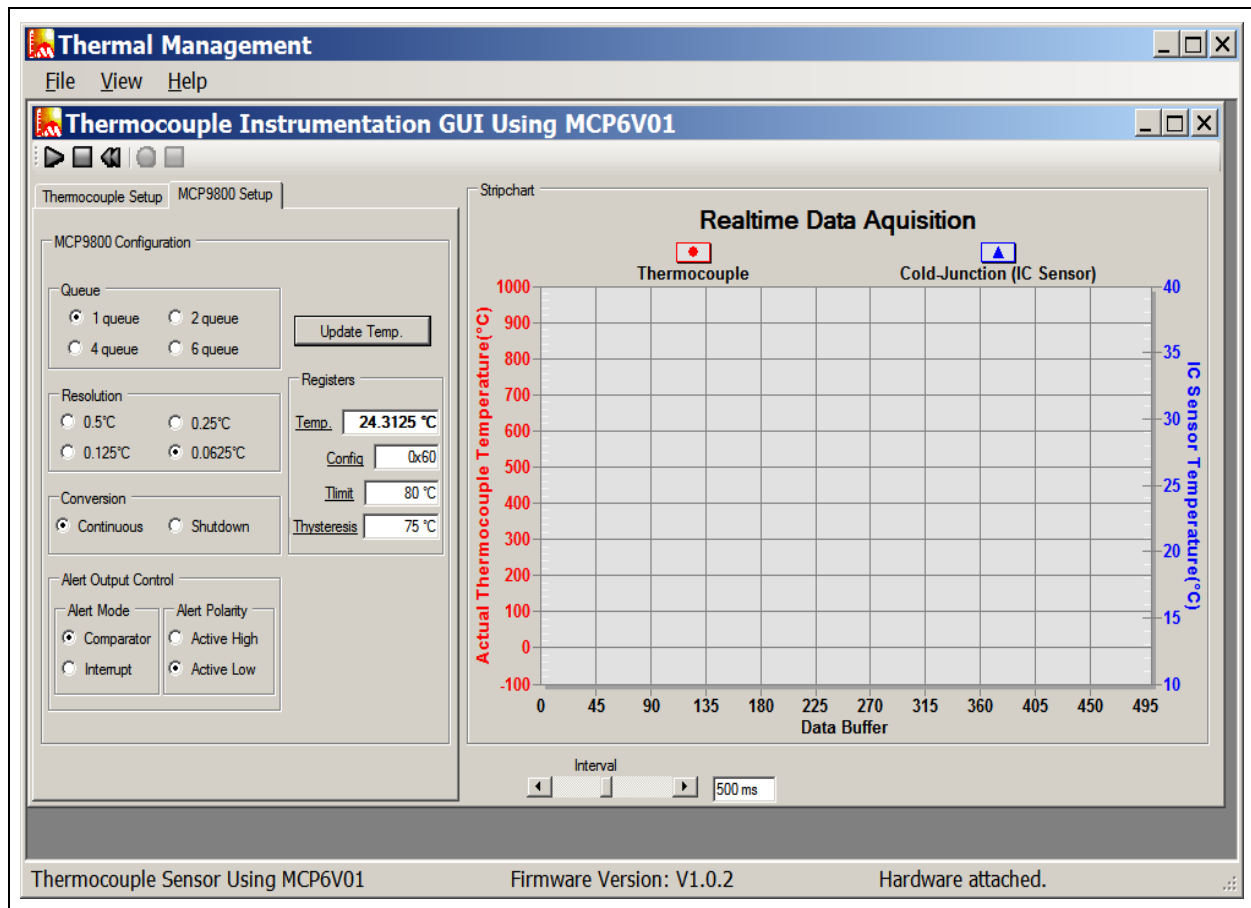 Thermal Management
File View Help
Thermocouple Instrumentation GUI Using MCP6V01
Thermocouple Setup MCP9800 Setup
MCP9800 Configuration
Queue
1 queue 2 queue
4 queue 6 queue
Update Temp.
Resolution
0.5°C 0.25°C
0.125°C 0.0625°C
Registers
Temp. 24.3125 °C
Config 0x60
Tlimit 80 °C
Thysteresis 75 °C
Conversion
Continuous Shutdown
Alert Output Control
Alert Mode Alert Polarity
Comparator Active High
Interrupt Active Low
Stripchart
Realtime Data Aquisition
Thermocouple Cold-Junction (IC Sensor)
Actual Thermocouple Temperature(°C)
1000
900
800
700
600
500
400
300
200
100
0
-100
40
35
30
25
20
15
10
IC Sensor Temperature(°C)
0 45 90 135 180 225 270 315 360 405 450 495
Data Buffer
Interval
500 ms
Thermocouple Sensor Using MCP6V01 Firmware Version: V1.0.2 Hardware attached.